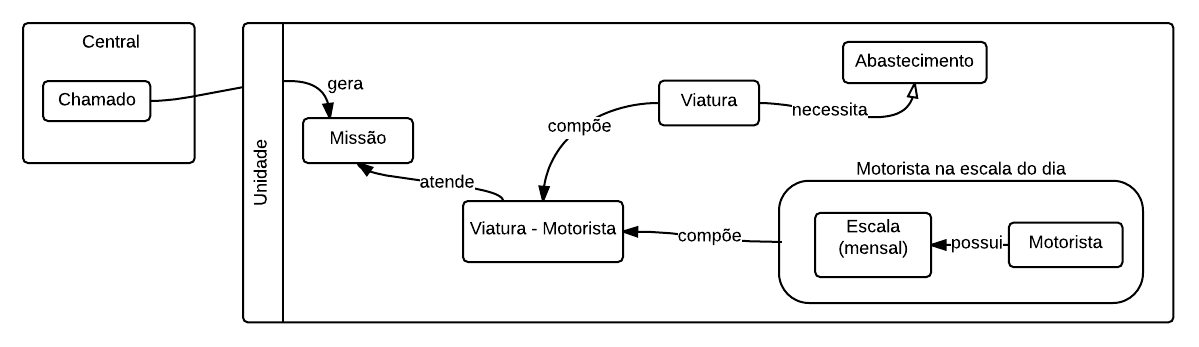 Central
Chamado
Unidade
gera
Missão
atende
Viatura - Motorista
compõe
Viatura
necessita
Abastecimento
Motorista na escala do dia
compõe
Escala
(mensal)
possui
Motorista